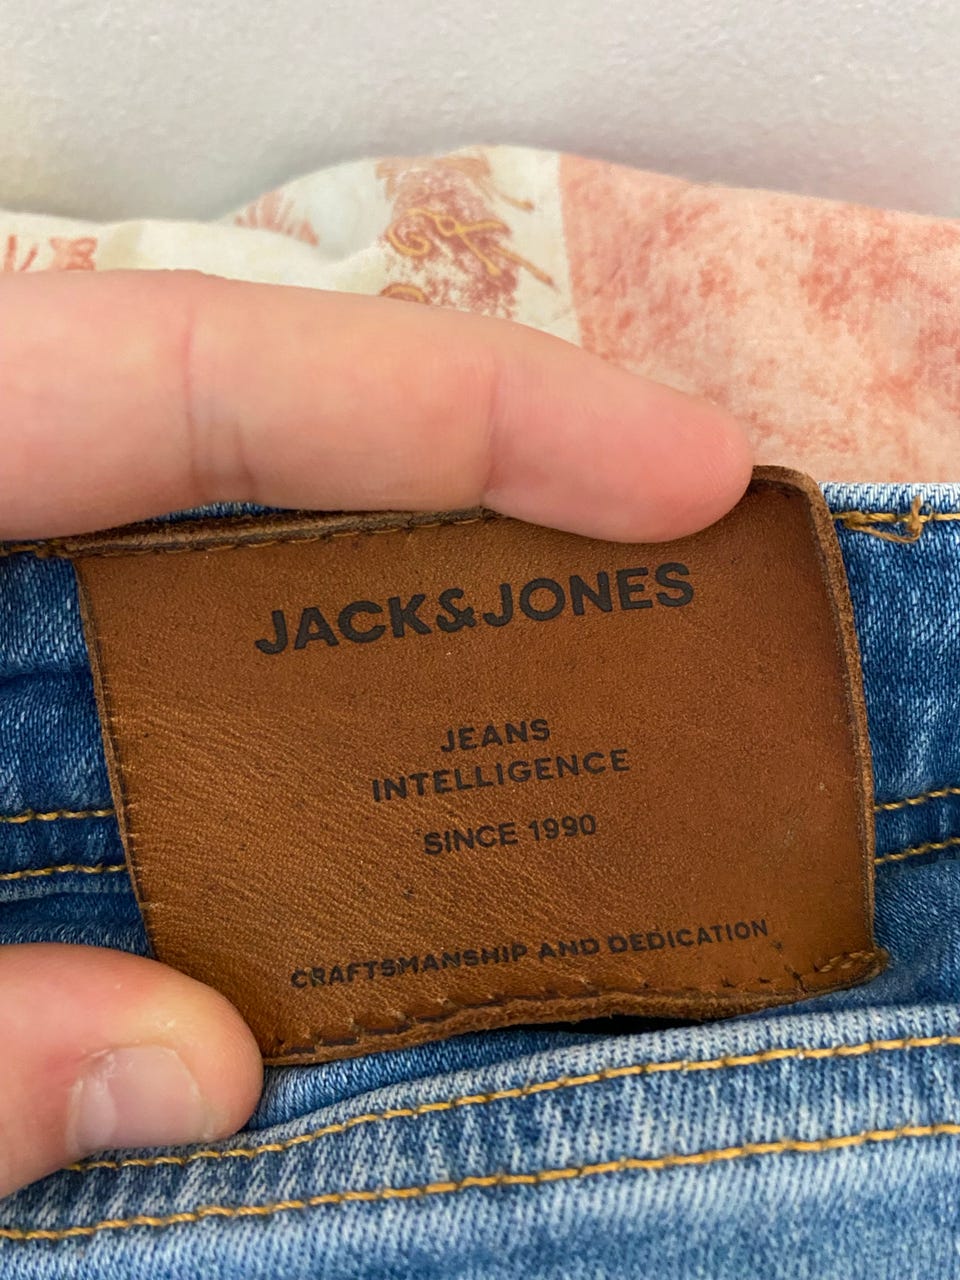 JACK&JONES
JEANS
INTELLIGENCE
SINCE 1990
CRAFTSMANSHIP AND DEDICATION